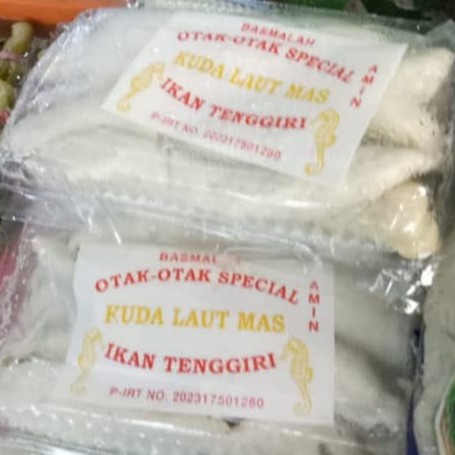 BASMALAH
OTAK-OTAK SPECIAL
KUDA LAUT MAS
IKAN TENGGIRI
AMIN
P-IRT NO. 202317501260
BASMALAH
OTAK-OTAK SPECIAL
KUDA LAUT MAS
IKAN TENGGIRI
AMIN
P-IRT NO. 202317501260